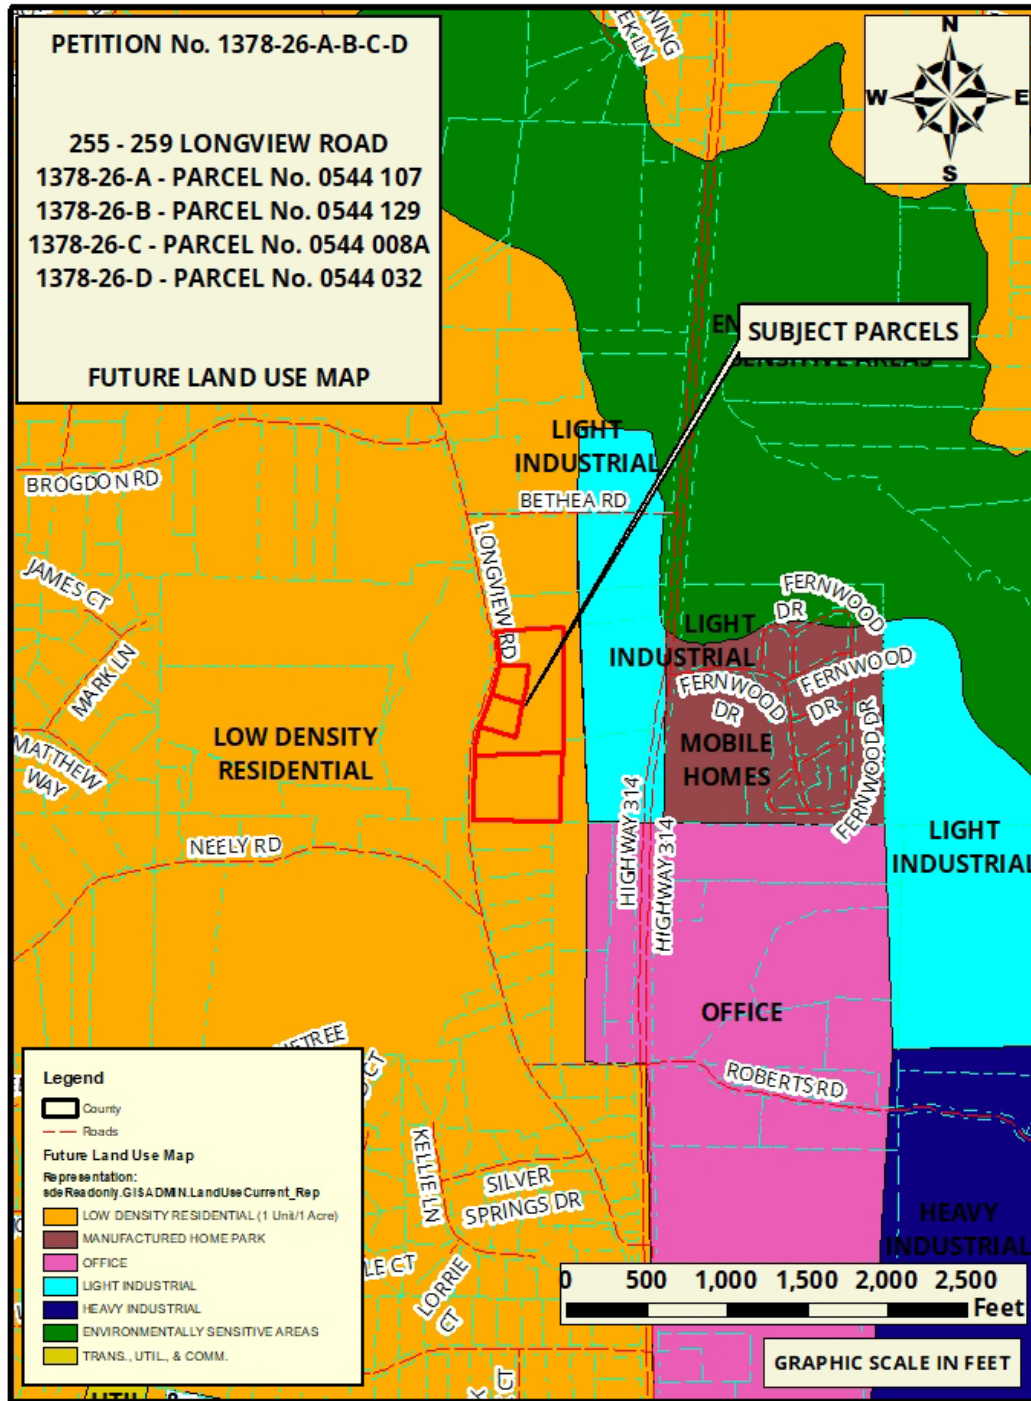 PETITION No. 1378-26-A-B-C-D
255 - 259 LONGVIEW ROAD
1378-26-A - PARCEL No. 0544 107
1378-26-B - PARCEL No. 0544 129
1378-26-C - PARCEL No. 0544 008A
1378-26-D - PARCEL No. 0544 032
FUTURE LAND USE MAP
N
W
E
S
SUBJECT PARCELS
SENSITIVE AREAS
LIGHT
INDUSTRIAL
BROGDON RD
BETHEA RD
LONGVIEW RD
JAMES CT
MARK LN
MATTHEW
WAY
LOW DENSITY
RESIDENTIAL
LIGHT
INDUSTRIAL
FERNWOOD
DR
FERNWOOD
DR
FERNWOOD
DR
FERNWOOD DR
MOBILE
HOMES
HIGHWAY 314
HIGHWAY 314
LIGHT
INDUSTRIAL
NEELY RD
OFFICE
ROBERTS RD
KELLIE LN
SILVER
SPRINGS DR
LORRIE
CT
HEAVY
INDUSTRIAL
Legend
County
Roads
Future Land Use Map
Representation:
sdeReadonly.GISADMIN.LandUseCurrent_Rep
LOW DENSITY RESIDENTIAL (1 Unit/1 Acre)
MANUFACTURED HOME PARK
OFFICE
LIGHT INDUSTRIAL
HEAVY INDUSTRIAL
ENVIRONMENTALLY SENSITIVE AREAS
TRANS., UTIL., & COMM.
0 500 1,000 1,500 2,000 2,500
Feet
GRAPHIC SCALE IN FEET